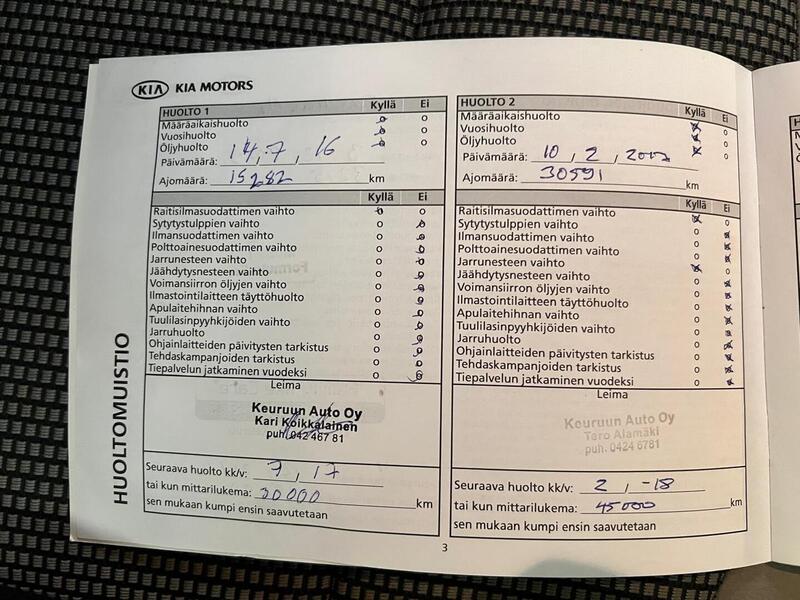 KIA KIA MOTORS
HUOLTOMUISTIO
HUOLTO 1 Kyllä Ei
Määräaikaishuolto o o
Vuosihuolto o o
Öljyhuolto o o
Päivämäärä: 14, 7, 16
Ajomäärä: 15282 km
Kyllä Ei
Raitisilmasuodattimen vaihto o o
Sytytystulppien vaihto o o
Ilmansuodattimen vaihto o o
Polttoainesuodattimen vaihto o o
Jarrunesteen vaihto o o
Jäähdytysnesteen vaihto o o
Voimansiirron öljyjen vaihto o o
Ilmastointilaitteen täyttöhuolto o o
Apulaitehihnan vaihto o o
Tuulilasinpyyhkijöiden vaihto o o
Jarruhuolto o o
Ohjainlaitteiden päivitysten tarkistus o o
Tehdaskampanjoiden tarkistus o o
Tiepalvelun jatkaminen vuodeksi o o
Leima
Keuruun Auto Oy
Kari Koikkalainen
puh. 042 467 81
Seuraava huolto kk/v: 7, 17
tai kun mittarilukema: 30000 km
sen mukaan kumpi ensin saavutetaan
HUOLTO 2 Kyllä Ei
Määräaikaishuolto o
Vuosihuolto o
Öljyhuolto o
Päivämäärä: 10, 2,
Ajomäärä: 30591 km
Kyllä Ei
Raitisilmasuodattimen vaihto o
Sytytystulppien vaihto o
Ilmansuodattimen vaihto o
Polttoainesuodattimen vaihto o
Jarrunesteen vaihto o
Jäähdytysnesteen vaihto o
Voimansiirron öljyjen vaihto o
Ilmastointilaitteen täyttöhuolto o
Apulaitehihnan vaihto o
Tuulilasinpyyhkijöiden vaihto o
Jarruhuolto o
Ohjainlaitteiden päivitysten tarkistus o
Tehdaskampanjoiden tarkistus o
Tiepalvelun jatkaminen vuodeksi o
Leima
Keuruun Auto Oy
Tero Alamäki
puh. 0424 6781
Seuraava huolto kk/v: 2, -18
tai kun mittarilukema: 45000 km
sen mukaan kumpi ensin saavutetaan
3